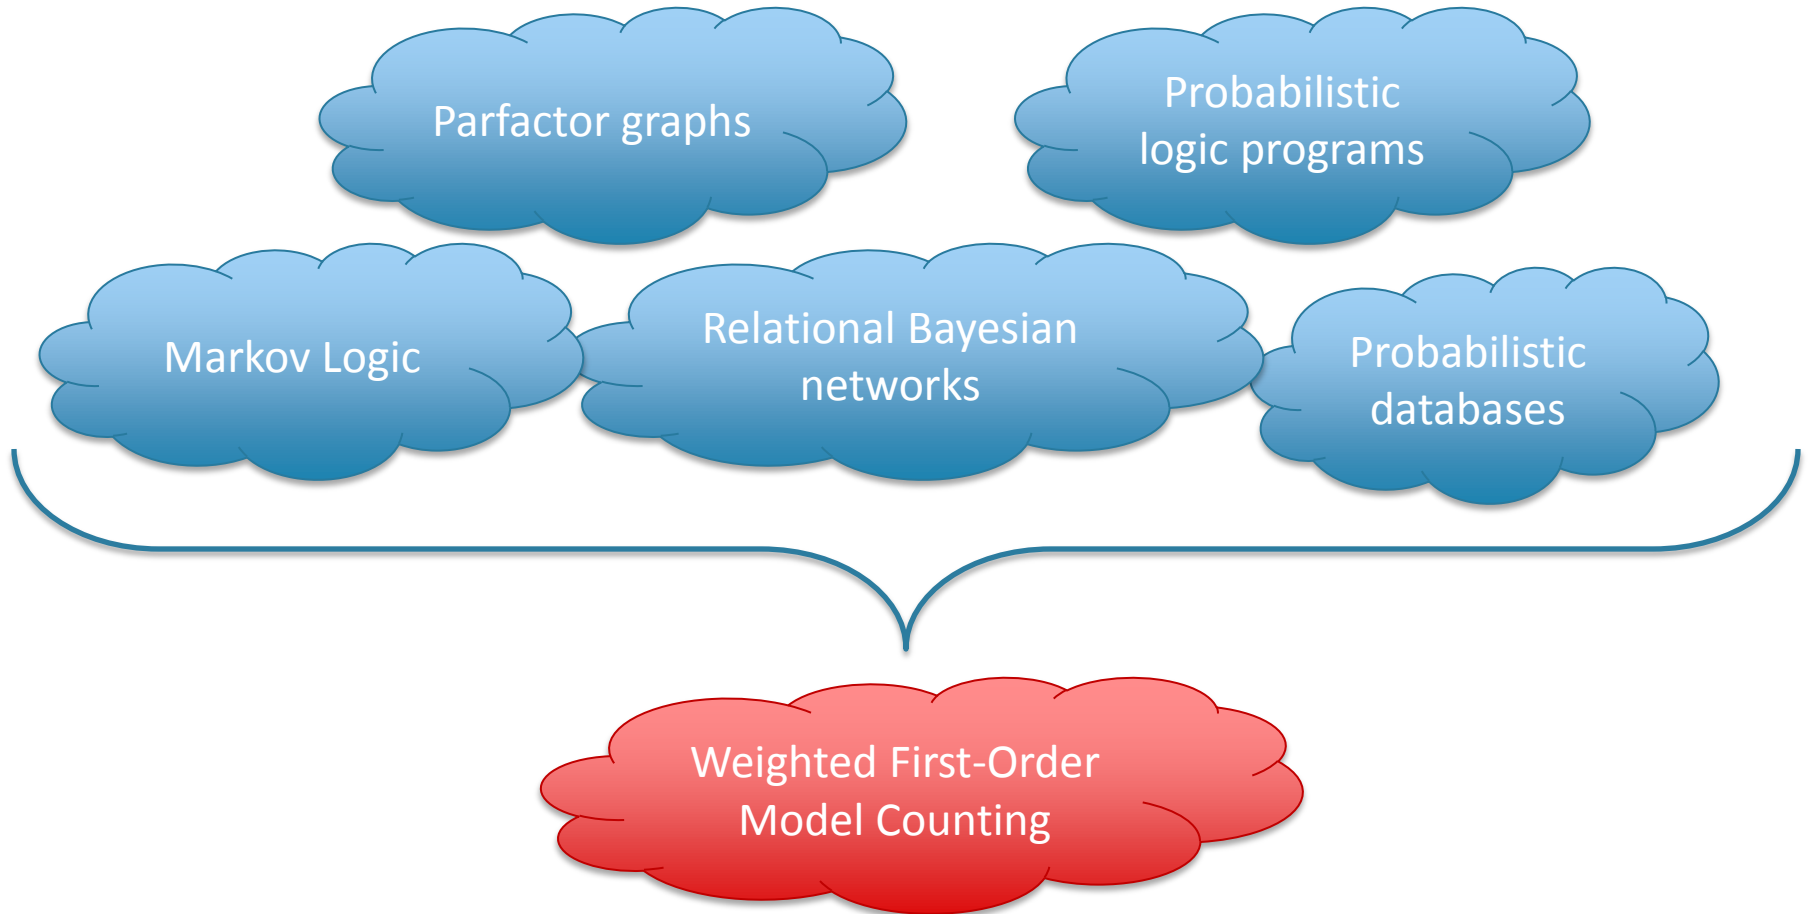 Parfactor graphs
Probabilistic
logic programs
Markov Logic
Relational Bayesian
networks
Probabilistic
databases
Weighted First-Order
Model Counting